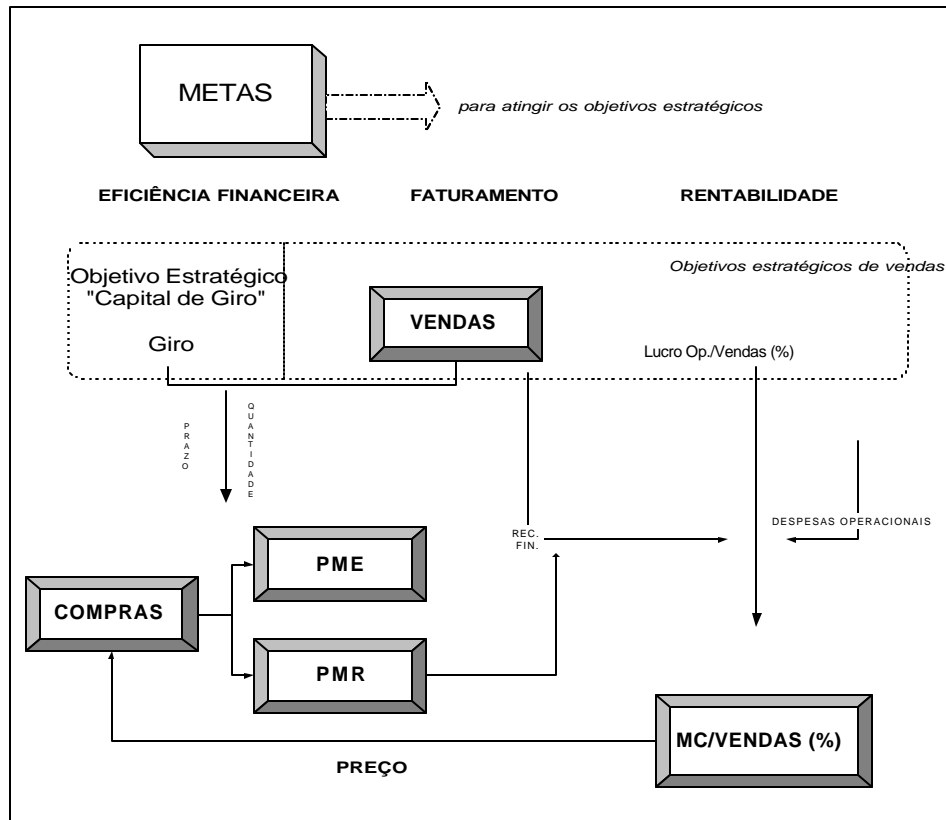 METAS
para atingir os objetivos estratégicos
EFICIÊNCIA FINANCEIRA
FATURAMENTO
RENTABILIDADE
Objetivo Estratégico
"Capital de Giro"
Giro
VENDAS
Objetivos estratégicos de vendas
Lucro Op./Vendas (%)
PRAZO
QUANTIDADE
REC.
FIN.
DESPESAS OPERACIONAIS
PME
COMPRAS
PMR
MC/VENDAS (%)
PREÇO